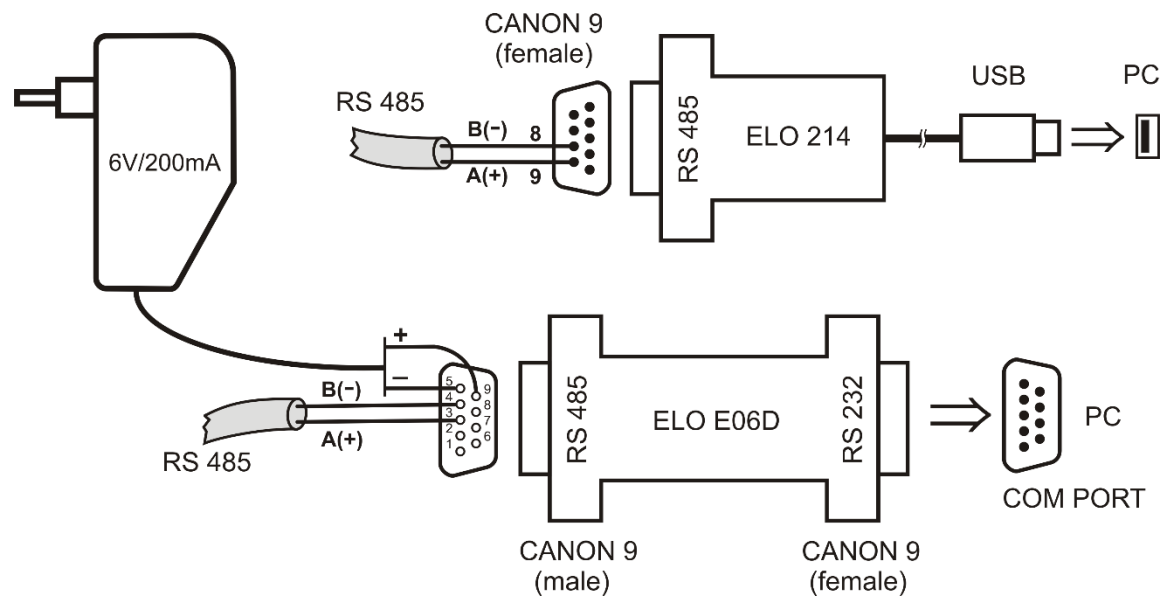 CANON 9
(female)
RS 485
B(-) 8
A(+) 9
RS 485
ELO 214
USB
PC
6V/200mA
+
–
B(-)
A(+)
RS 485
5
4
3
2
1
9
8
7
6
RS 485
ELO E06D
RS 232
PC
COM PORT
CANON 9
(male)
CANON 9
(female)